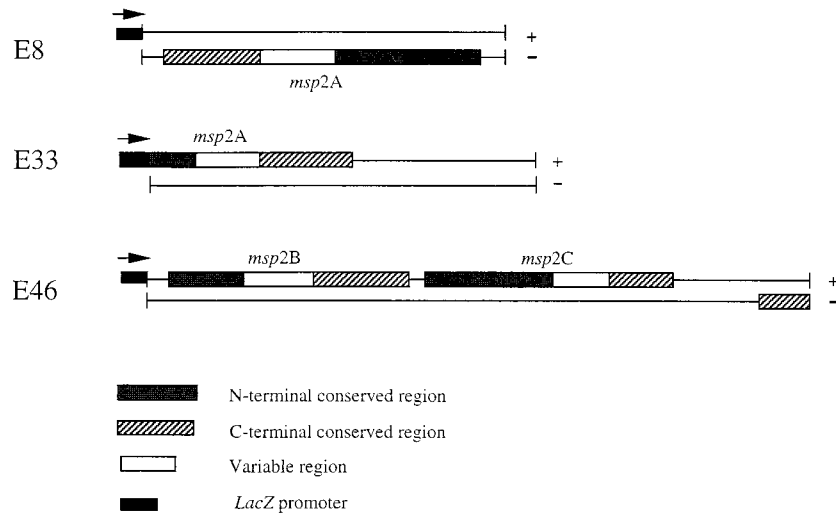 E8
+
−
msp2A
E33
msp2A
+
−
E46
msp2B
msp2C
+
−
N-terminal conserved region
C-terminal conserved region
Variable region
LacZ promoter